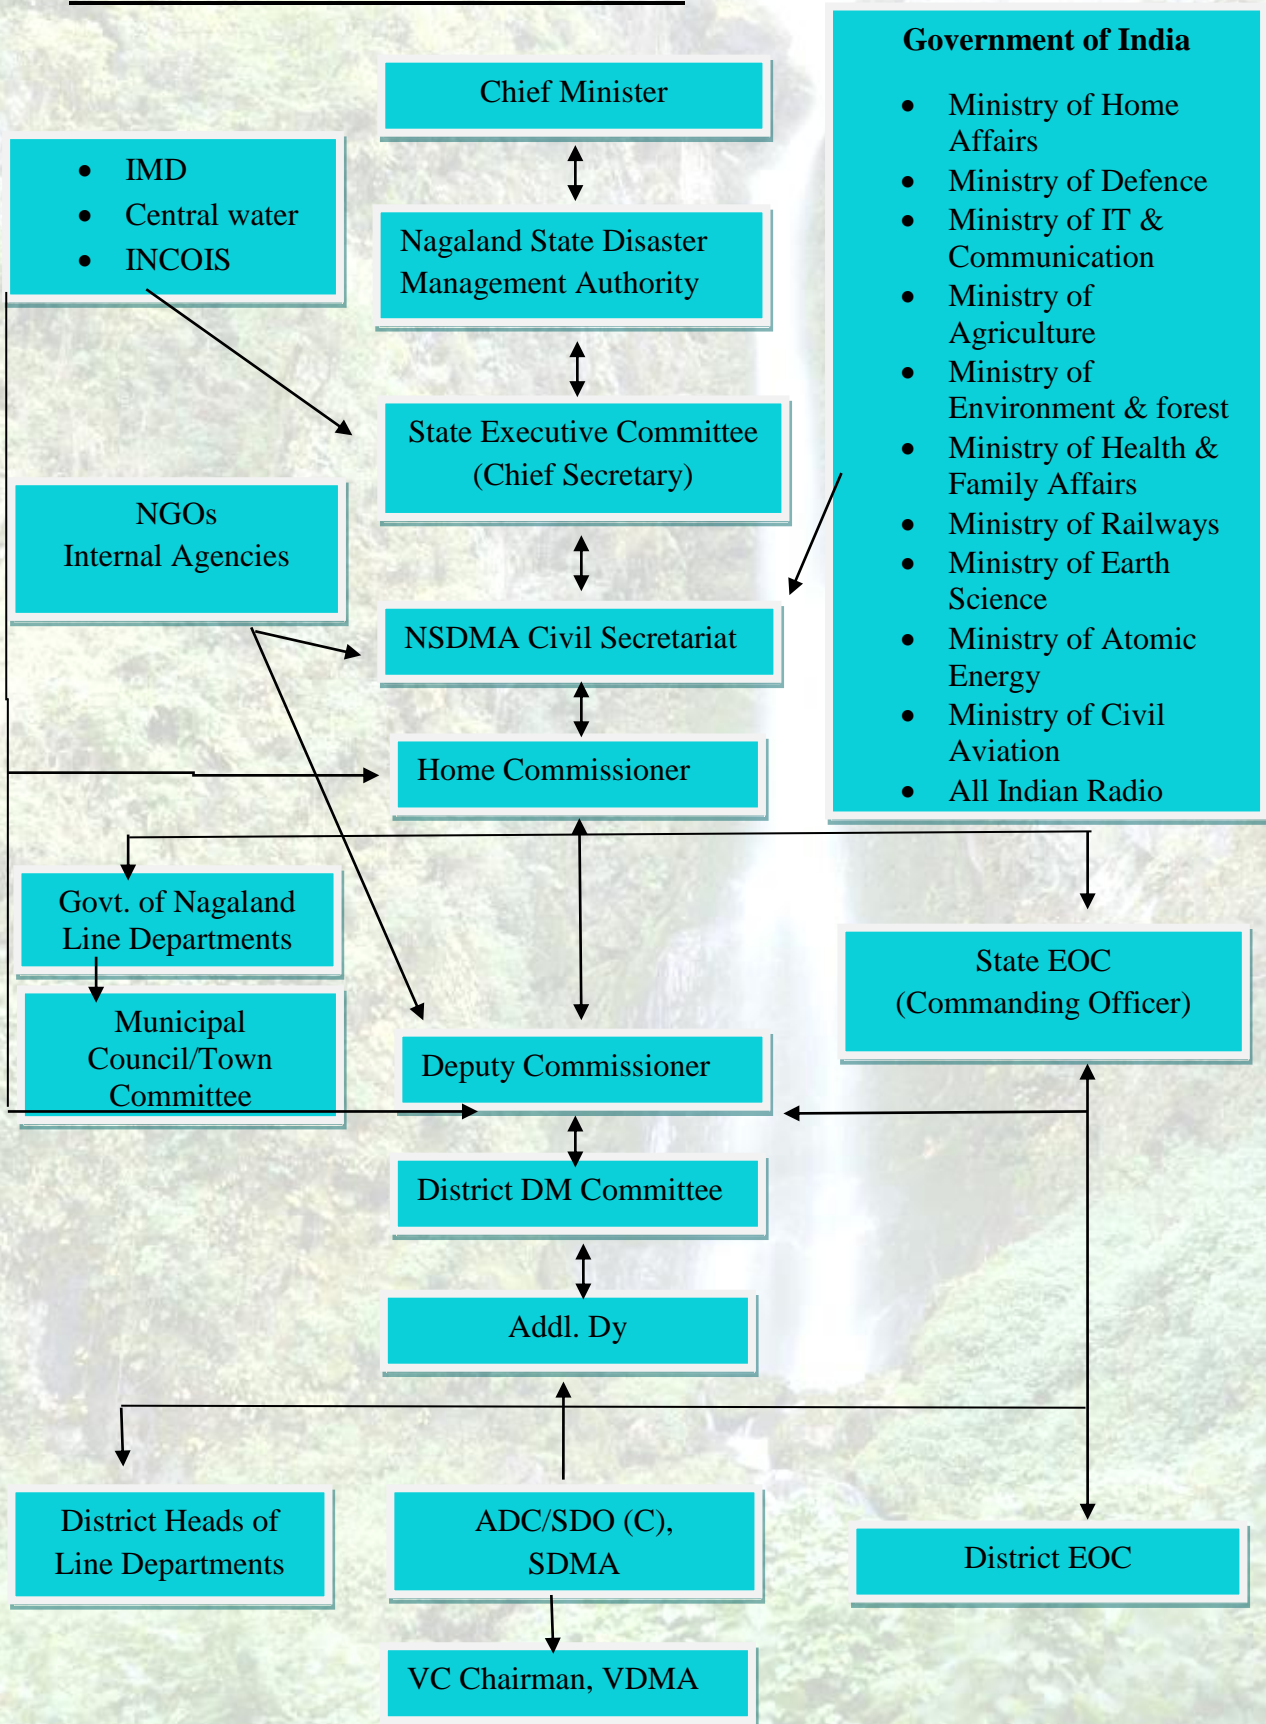 Chief Minister
Government of India
• Ministry of Home
Affairs
• Ministry of Defence
• Ministry of IT &
Communication
• Ministry of
Agriculture
• Ministry of
Environment & forest
• Ministry of Health &
Family Affairs
• Ministry of Railways
• Ministry of Earth
Science
• Ministry of Atomic
Energy
• Ministry of Civil
Aviation
• All Indian Radio
• IMD
• Central water
• INCOIS
Nagaland State Disaster
Management Authority
State Executive Committee
(Chief Secretary)
NGOs
Internal Agencies
NSDMA Civil Secretariat
Home Commissioner
Govt. of Nagaland
Line Departments
State EOC
(Commanding Officer)
Municipal
Council/Town
Committee
Deputy Commissioner
District DM Committee
Addl. Dy
District Heads of
Line Departments
ADC/SDO (C),
SDMA
District EOC
VC Chairman, VDMA